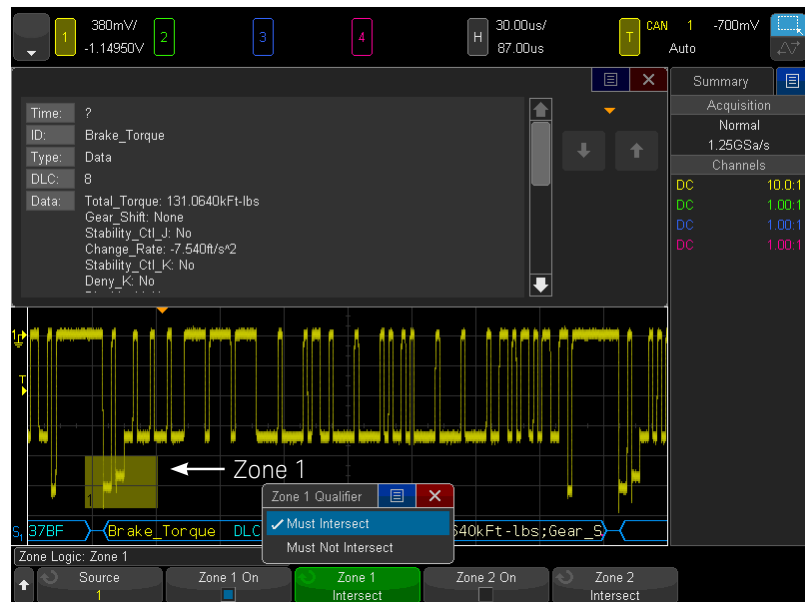 380mV/
-1.14950V
1
2
3
4
H
30.00us/
87.00us
T
CAN 1 -700mV
Auto
Summary
Acquisition
Normal
1.25GSa/s
Channels
DC 10.0:1
DC 1.00:1
DC 1.00:1
DC 1.00:1
Time: ?
ID: Brake_Torque
Type: Data
DLC: 8
Data: Total_Torque: 131.0640kFt-lbs
Gear_Shift: None
Stability_Ctl_J: No
Change_Rate: -7.540ft/s^2
Stability_Ctl_K: No
Deny_K: No
1
T
Zone 1
1
Zone 1 Qualifier
Must Intersect
Must Not Intersect
S1 37BF Brake_Torque DLC 640kFt-lbs;Gear_S
Zone Logic: Zone 1
Source
1
Zone 1 On
Zone 1
Intersect
Zone 2 On
Zone 2
Intersect